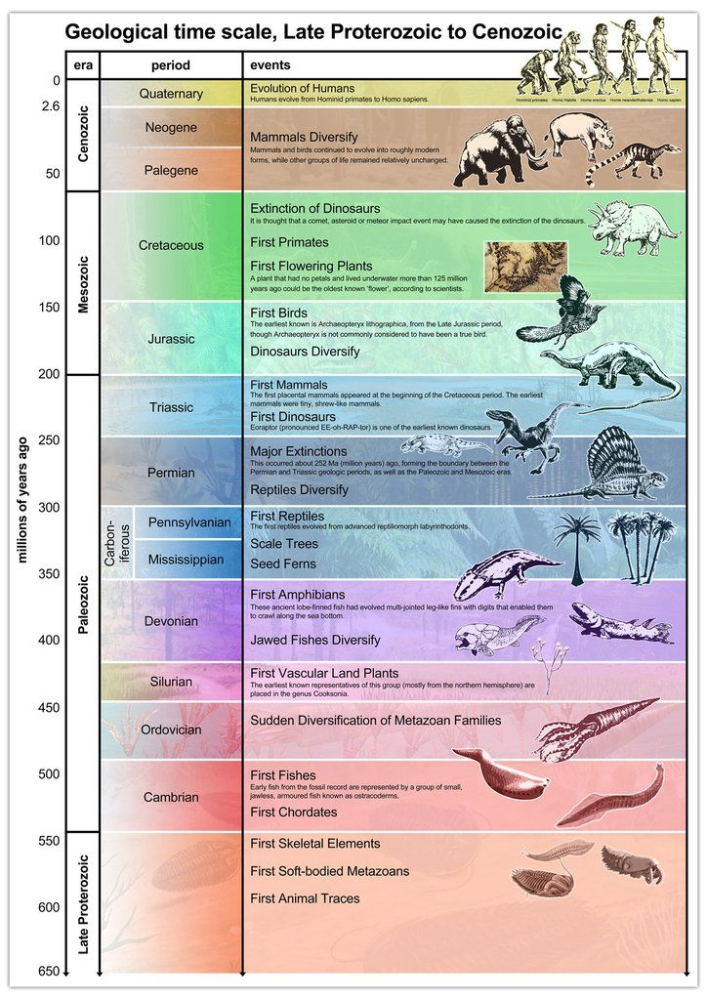 Geological time scale, Late Proterozoic to Cenozoic
era
period
events
Hominid primates
Homo Habilis
Homo erectus
Homo neanderthalensis
Homo sapien
millions of years ago
0
2.6
50
100
150
200
250
300
350
400
450
500
550
600
650
Cenozoic
Mesozoic
Paleozoic
Late Proterozoic
Quaternary
Evolution of Humans
Humans evolve from Hominid primates to Homo sapiens.
Neogene
Palegene
Mammals Diversify
Mammals and birds continued to evolve into roughly modern
forms, while other groups of life remained relatively unchanged.
Cretaceous
Extinction of Dinosaurs
It is thought that a comet, asteroid or meteor impact event may have caused the extinction of the dinosaurs.
First Primates
First Flowering Plants
A plant that had no petals and lived underwater more than 125 million
years ago could be the oldest known 'flower', according to scientists.
Jurassic
First Birds
The earliest known is Archaeopteryx lithographica, from the Late Jurassic period,
though Archaeopteryx is not commonly considered to have been a true bird.
Dinosaurs Diversify
Triassic
First Mammals
The first placental mammals appeared at the beginning of the Cretaceous period. The earliest
mammals were tiny, shrew-like mammals.
First Dinosaurs
Eoraptor (pronounced EE-oh-RAP-tor) is one of the earliest known dinosaurs.
Permian
Major Extinctions
This occurred about 252 Ma (million years) ago, forming the boundary between the
Permian and Triassic geologic periods, as well as the Paleozoic and Mesozoic eras.
Reptiles Diversify
Carbon-
iferous
Pennsylvanian
Mississippian
First Reptiles
The first reptiles evolved from advanced reptiliomorph labyrinthodonts.
Scale Trees
Seed Ferns
Devonian
First Amphibians
These ancient lobe-finned fish had evolved multi-jointed leg-like fins with digits that enabled them
to crawl along the sea bottom.
Jawed Fishes Diversify
Silurian
First Vascular Land Plants
The earliest known representatives of this group (mostly from the northern hemisphere) are
placed in the genus Cooksonia.
Ordovician
Sudden Diversification of Metazoan Families
Cambrian
First Fishes
Early fish from the fossil record are represented by a group of small,
jawless, armoured fish known as ostracoderms.
First Chordates
First Skeletal Elements
First Soft-bodied Metazoans
First Animal Traces